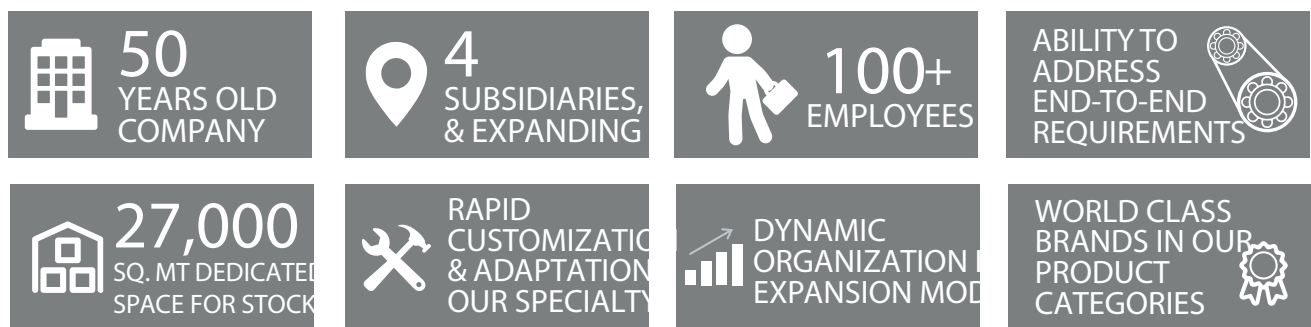 50
YEARS OLD
COMPANY
4
SUBSIDIARIES,
& EXPANDING
100+
EMPLOYEES
ABILITY TO
ADDRESS
END-TO-END
REQUIREMENTS
27,000
SQ. MT DEDICATED
SPACE FOR STOCK
RAPID
CUSTOMIZATION
& ADAPTATION
OUR SPECIALTY
DYNAMIC
ORGANIZATION
EXPANSION
WORLD CLASS
BRANDS IN OUR
PRODUCT
CATEGORIES